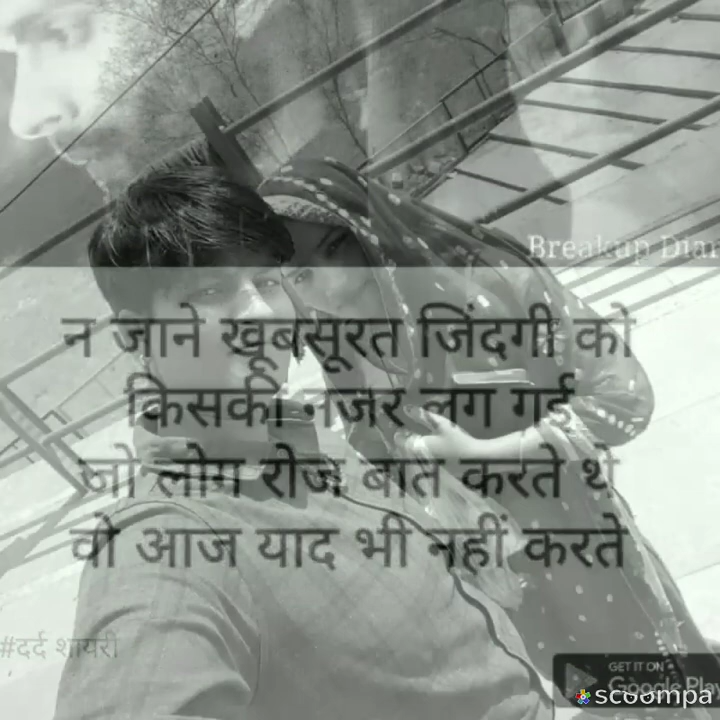 Breakup Diar
न जाने खूबसूरत जिंदगी को
किसकी नजर लग गई
जो लोग रोज बात करते थे
वो आज याद भी नहीं करते
#दर्द शायरी
GET IT ON
Google Play
scoompa